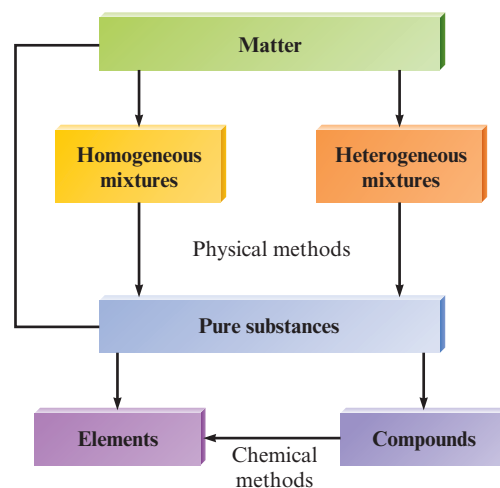 Matter
Homogeneous
mixtures
Heterogeneous
mixtures
Physical methods
Pure substances
Elements
Compounds
Chemical
methods